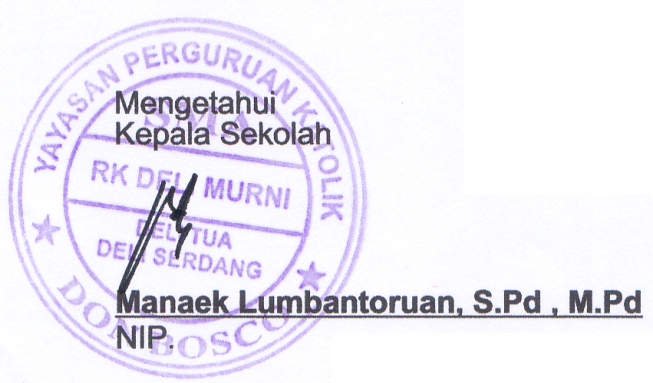 YAYASAN PERGURUAN KATOLIK
Mengetahui
SMA
Kepala Sekolah
RK DELI MURNI
DELI TUA
DELI SERDANG
Manaek Lumbantoruan, S.Pd , M.Pd
NIP.
DON BOSCO